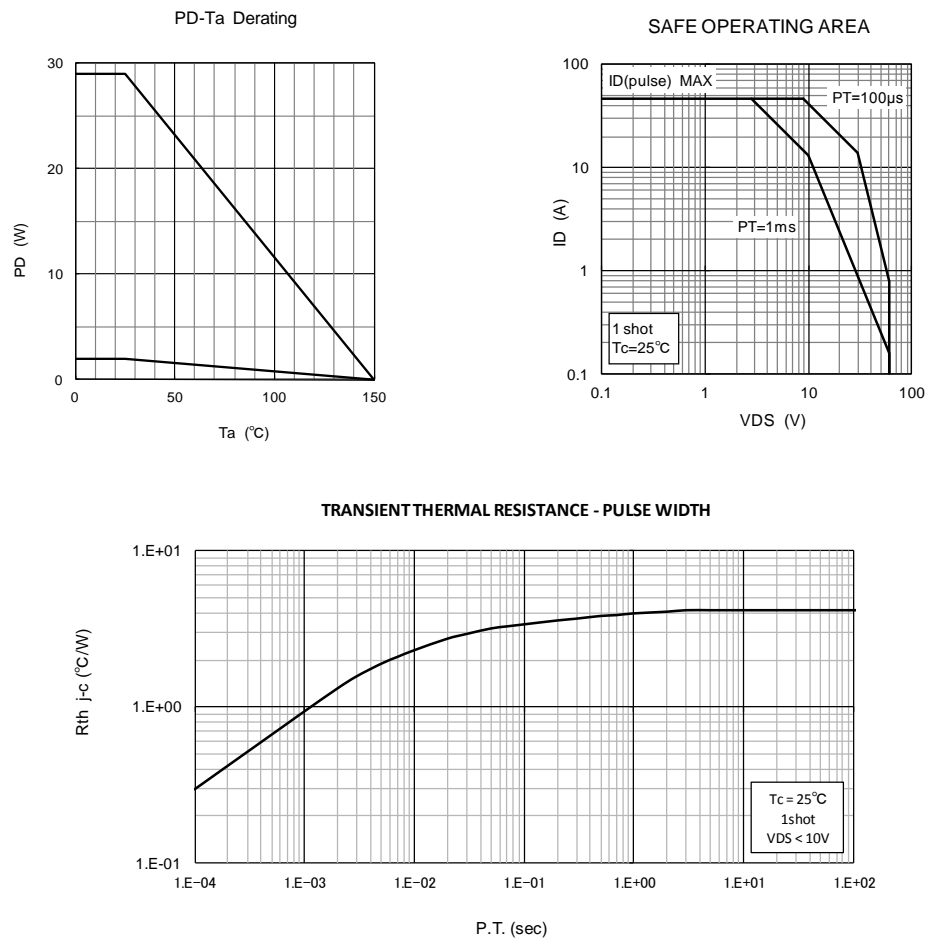 PD-Ta Derating
30
20
10
0
PD (W)
0 50 100 150
Ta (°C)
SAFE OPERATING AREA
100
10
1
0.1
ID (A)
ID(pulse) MAX
PT=100μs
PT=1ms
1 shot
Tc=25°C
0.1 1 10 100
VDS (V)
TRANSIENT THERMAL RESISTANCE - PULSE WIDTH
1.E+01
1.E+00
1.E-01
Rth j-c (°C/W)
Tc = 25°C
1shot
VDS < 10V
1.E-04 1.E-03 1.E-02 1.E-01 1.E+00 1.E+01 1.E+02
P.T. (sec)